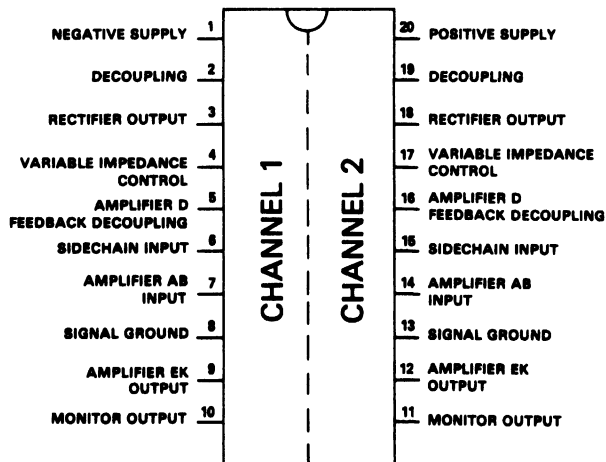 NEGATIVE SUPPLY 1
DECOUPLING 2
RECTIFIER OUTPUT 3
VARIABLE IMPEDANCE 4
CONTROL
AMPLIFIER D 5
FEEDBACK DECOUPLING
SIDECHAIN INPUT 6
AMPLIFIER AB 7
INPUT
SIGNAL GROUND 8
AMPLIFIER EK 9
OUTPUT
MONITOR OUTPUT 10
CHANNEL 1
CHANNEL 2
20 POSITIVE SUPPLY
19 DECOUPLING
18 RECTIFIER OUTPUT
17 VARIABLE IMPEDANCE
CONTROL
16 AMPLIFIER D
FEEDBACK DECOUPLING
15 SIDECHAIN INPUT
14 AMPLIFIER AB
INPUT
13 SIGNAL GROUND
12 AMPLIFIER EK
OUTPUT
11 MONITOR OUTPUT